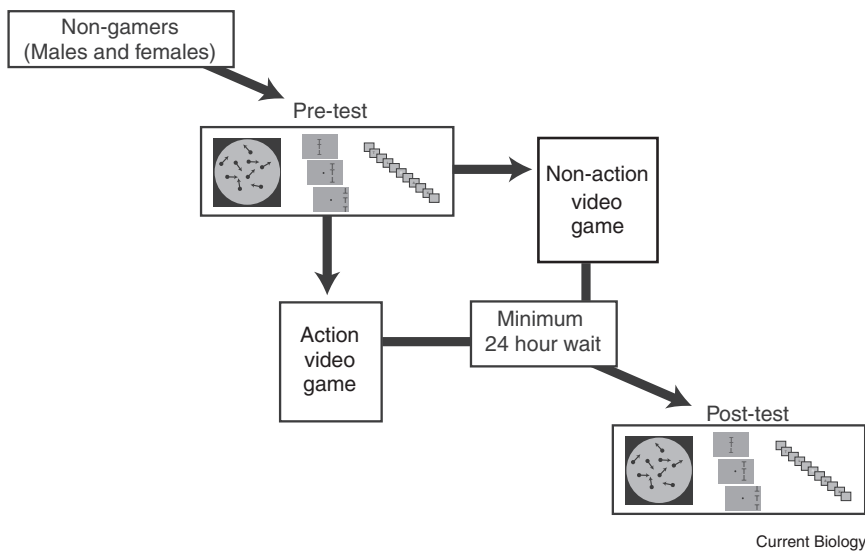 Non-gamers
(Males and females)
Pre-test
Non-action
video
game
Action
video
game
Minimum
24 hour wait
Post-test
Current Biology